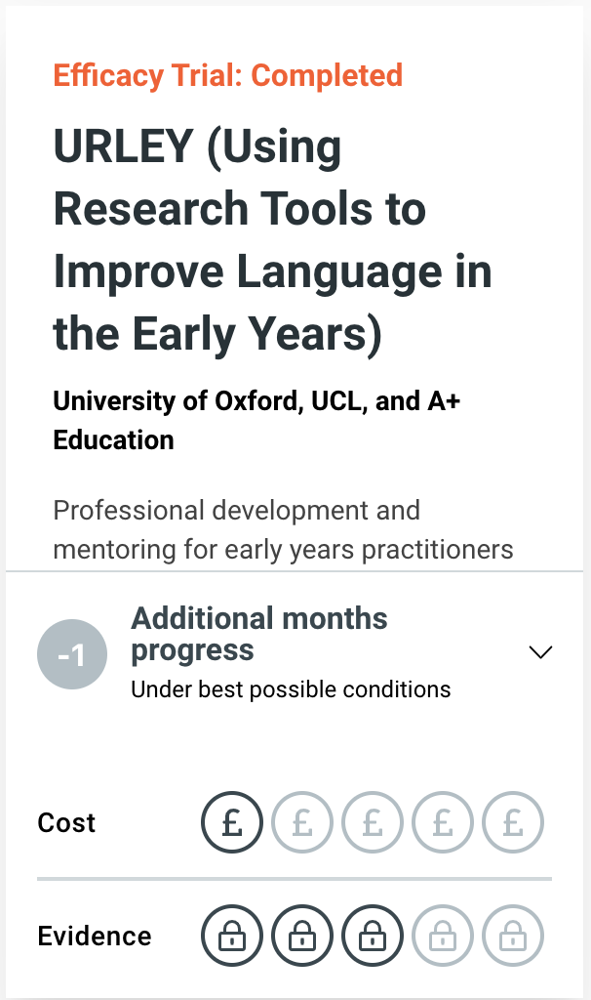 Efficacy Trial: Completed
URLEY (Using
Research Tools to
Improve Language in
the Early Years)
University of Oxford, UCL, and A+
Education
Professional development and
mentoring for early years practitioners
-1
Additional months
progress
Under best possible conditions
Cost £ £ £ £ £
Evidence